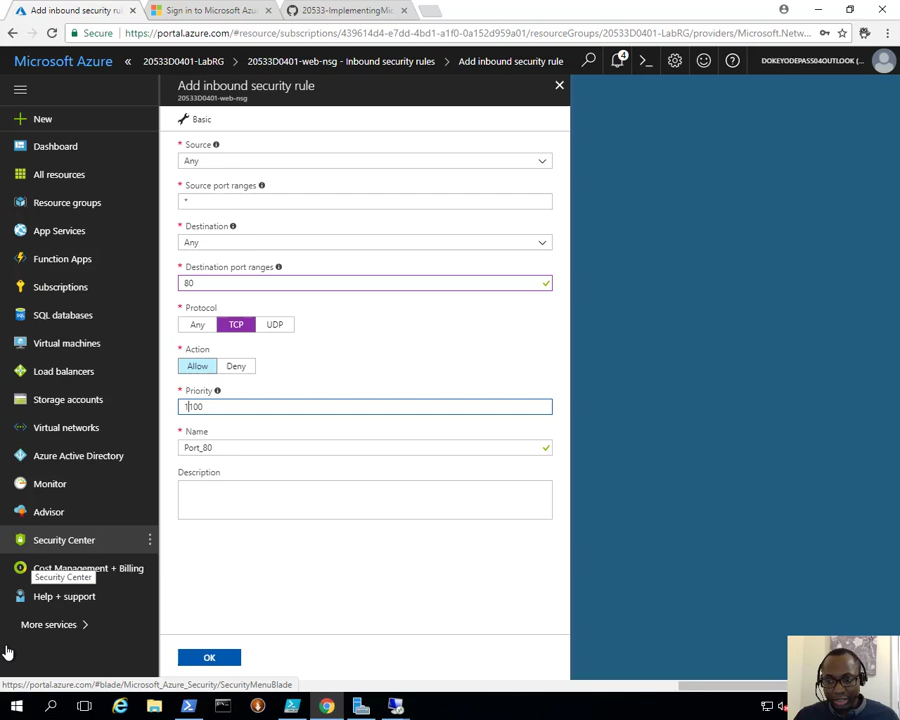 Add inbound security ru
Sign in to Microsoft Az
20533-ImplementingMic
Secure
https://portal.azure.com/#resource/subscriptions/439614d4-e7dd-4bd1-a1f0-0a152d959a01/resourceGroups/20533D0401-LabRG/providers/Microsoft.Netw...
Microsoft Azure
«
20533D0401-LabRG > 20533D0401-web-nsg - Inbound security rules > Add inbound security rule
4
DOKEYODEPASS04OUTLOOK (...
New
Dashboard
All resources
Resource groups
App Services
Function Apps
Subscriptions
SQL databases
Virtual machines
Load balancers
Storage accounts
Virtual networks
Azure Active Directory
Monitor
Advisor
Security Center
Cost Management + Billing
Security Center
Help + support
More services >
Add inbound security rule
20533D0401-web-nsg
Basic
* Source
Any
* Source port ranges
*
* Destination
Any
* Destination port ranges
80
* Protocol
Any TCP UDP
* Action
Allow Deny
* Priority
1100
* Name
Port_80
Description
OK
https://portal.azure.com/#blade/Microsoft_Azure_Security/SecurityMenuBlade